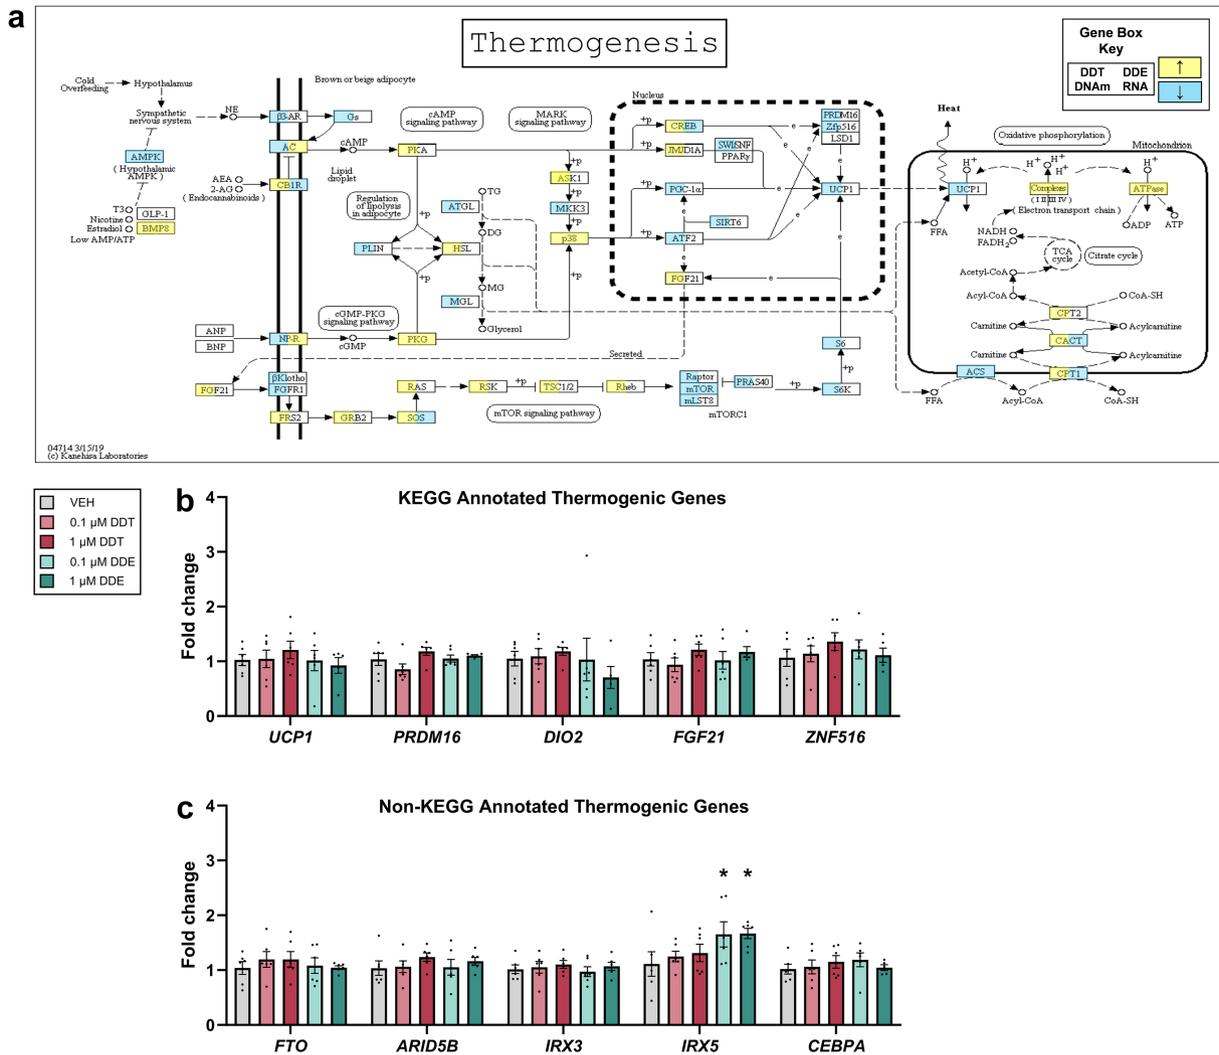 a
Thermogenesis
Gene Box
Key
DDT DDE
DNAm RNA
↑
↓
Cold
Overfeeding
Hypothalamus
Sympathetic
nervous system
NE
Brown or beige adipocyte
β3-AR
Gs
AC
cAMP
PKA
cAMP
signaling pathway
MARK
signaling pathway
AMPK
( Hypothalamic
AMPK )
AEA
2-AG
( Endocannabinoids )
CB1R
Lipid
droplet
T3
Nicotine
Estradiol
Low AMP/ATP
GLP-1
BMP8
Regulation
of lipolysis
in adipocyte
+p
PLIN
HSL
+p
ATGL
MGL
TG
DG
MG
Glycerol
+p
ASK1
+p
MKK3
+p
p38
+p
Nucleus
+p
CREB
+p
JMJD1A
SWI/SNF
PPARγ
PRDM16
Zfp516
LSD1
+p
PGC-1α
SIRT6
+p
ATF2
FGF21
UCP1
e
e
e
e
e
e
e
e
e
Heat
Oxidative phosphorylation
Mitochondrion
H+
UCP1
H+
H+
H+
Complexes
( I II III IV )
( Electron transport chain )
H+
ATPase
ADP
ATP
FFA
NADH
FADH2
TCA
cycle
Citrate cycle
Acetyl-CoA
Acyl-CoA
CoA-SH
CPT2
Carnitine
Acylcarnitine
CACT
Carnitine
Acylcarnitine
ACS
CPT1
FFA
Acyl-CoA
CoA-SH
ANP
BNP
NP-R
cGMP
cGMP-PKG
signaling pathway
PKG
Secreted
FGF21
βKlotho
FGFR1
FRS2
GRB2
SOS
RAS
RSK
+p
TSC1/2
Rheb
mTOR signaling pathway
Raptor
mTOR
mLST8
mTORC1
PRAS40
+p
S6K
+p
S6
04714 3/15/19
(c) Kanehisa Laboratories
VEH
0.1 µM DDT
1 µM DDT
0.1 µM DDE
1 µM DDE
b
KEGG Annotated Thermogenic Genes
Fold change
4
3
2
1
0
UCP1 PRDM16 DIO2 FGF21 ZNF516
c
Non-KEGG Annotated Thermogenic Genes
Fold change
4
3
2
1
0
* *
FTO ARID5B IRX3 IRX5 CEBPA